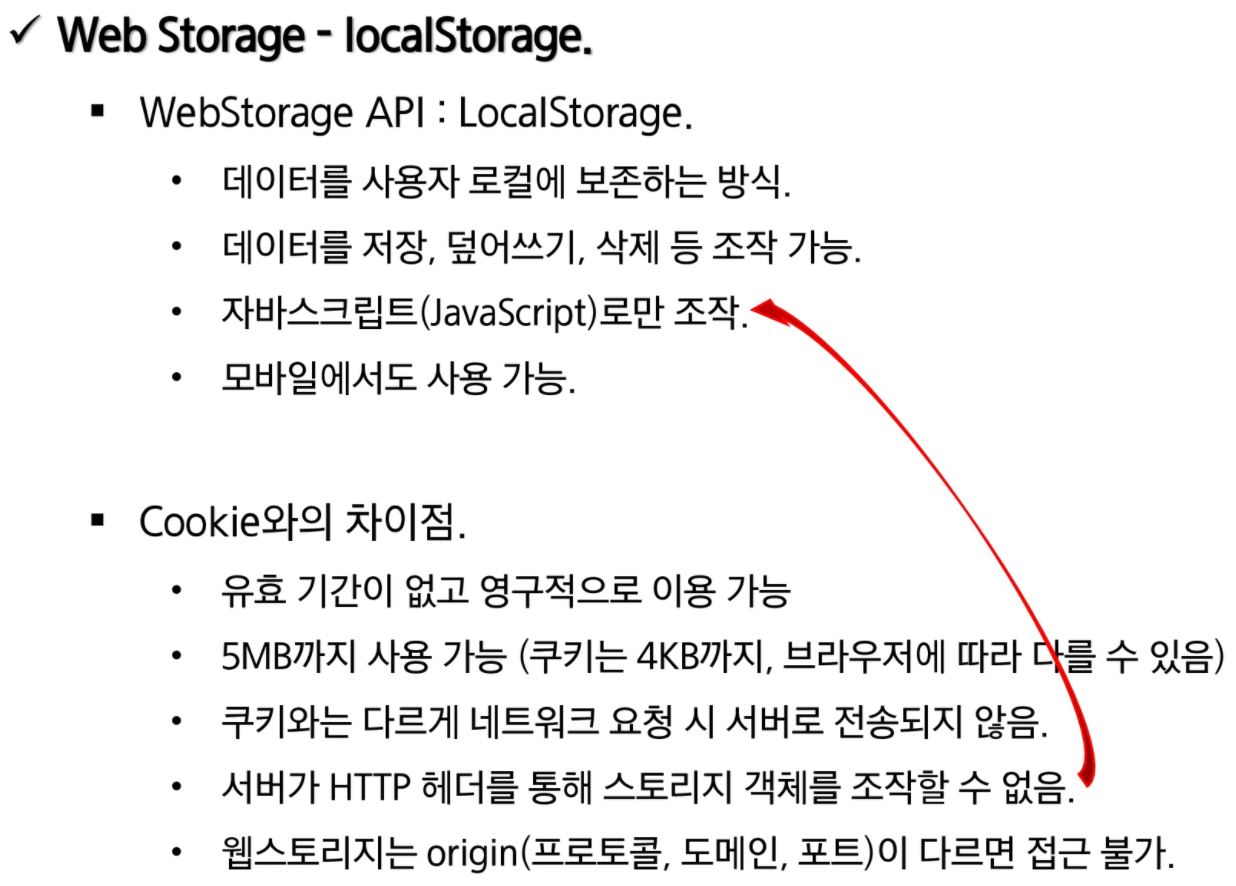 ✓ Web Storage - localStorage.
▪ WebStorage API : LocalStorage.
• 데이터를 사용자 로컬에 보존하는 방식.
• 데이터를 저장, 덮어쓰기, 삭제 등 조작 가능.
• 자바스크립트(JavaScript)로만 조작.
• 모바일에서도 사용 가능.
▪ Cookie와의 차이점.
• 유효 기간이 없고 영구적으로 이용 가능
• 5MB까지 사용 가능 (쿠키는 4KB까지, 브라우저에 따라 다를 수 있음)
• 쿠키와는 다르게 네트워크 요청 시 서버로 전송되지 않음.
• 서버가 HTTP 헤더를 통해 스토리지 객체를 조작할 수 없음.
• 웹스토리지는 origin(프로토콜, 도메인, 포트)이 다르면 접근 불가.